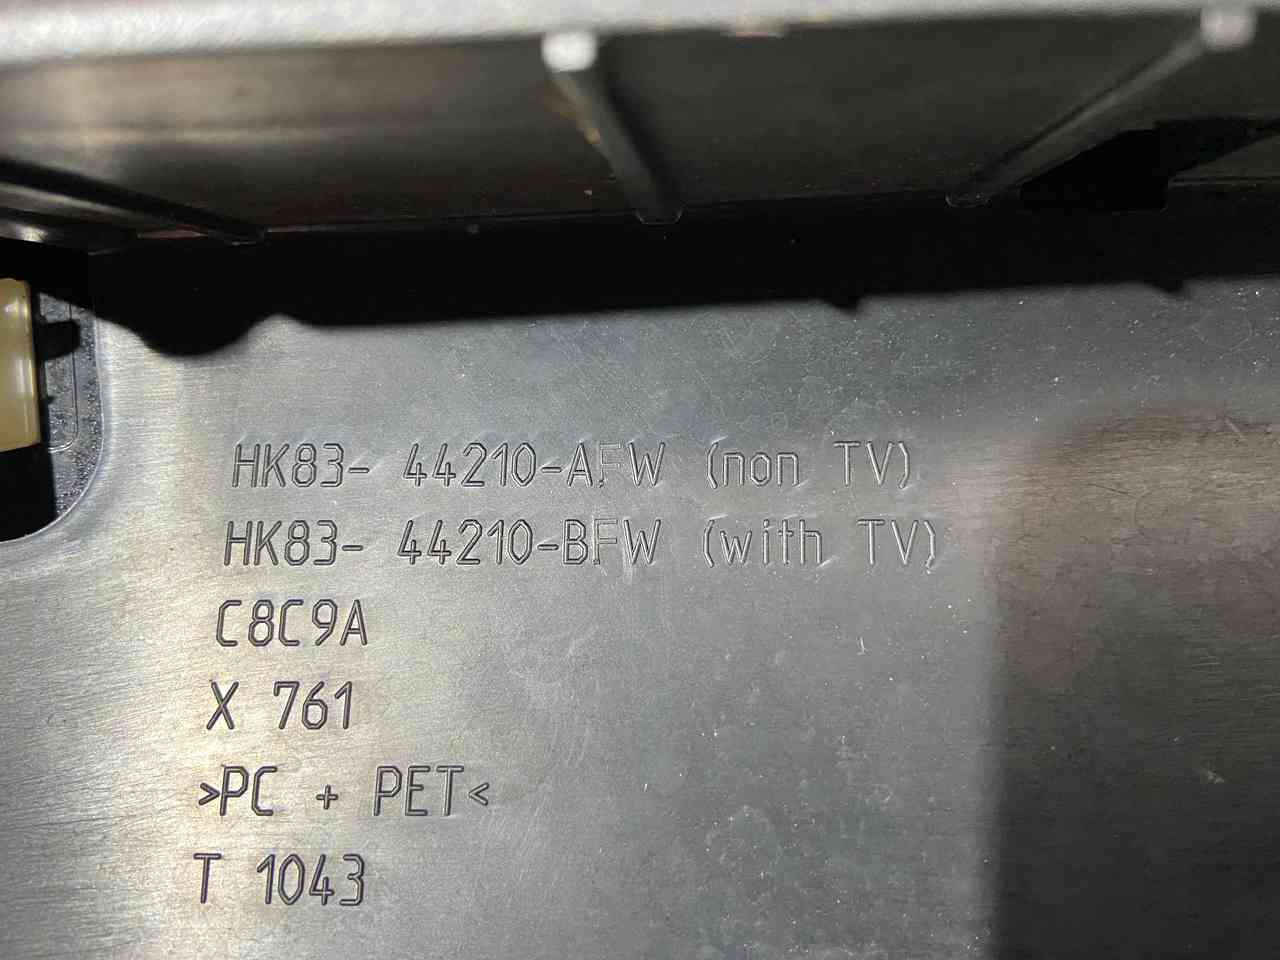 HK83- 44210-AFW (non TV)
HK83- 44210-BFW (with TV)
C8C9A
X 761
>PC + PET<
T 1043